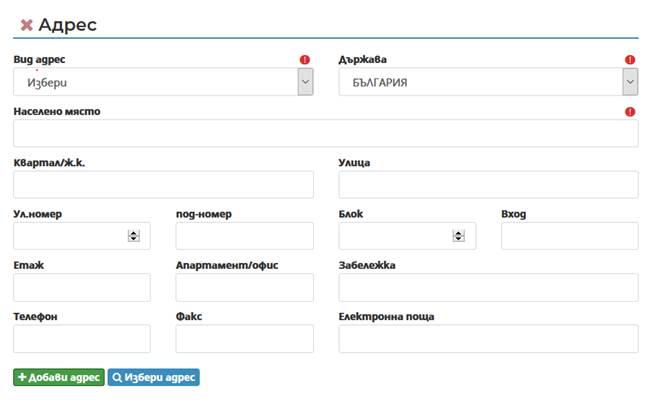 Адрес
Вид адрес Държава
Избери БЪЛГАРИЯ
Населено място
Квартал/ж.к. Улица
Ул.номер под-номер Блок Вход
Етаж Апартамент/офис Забележка
Телефон Факс Електронна поща
Добави адрес Избери адрес